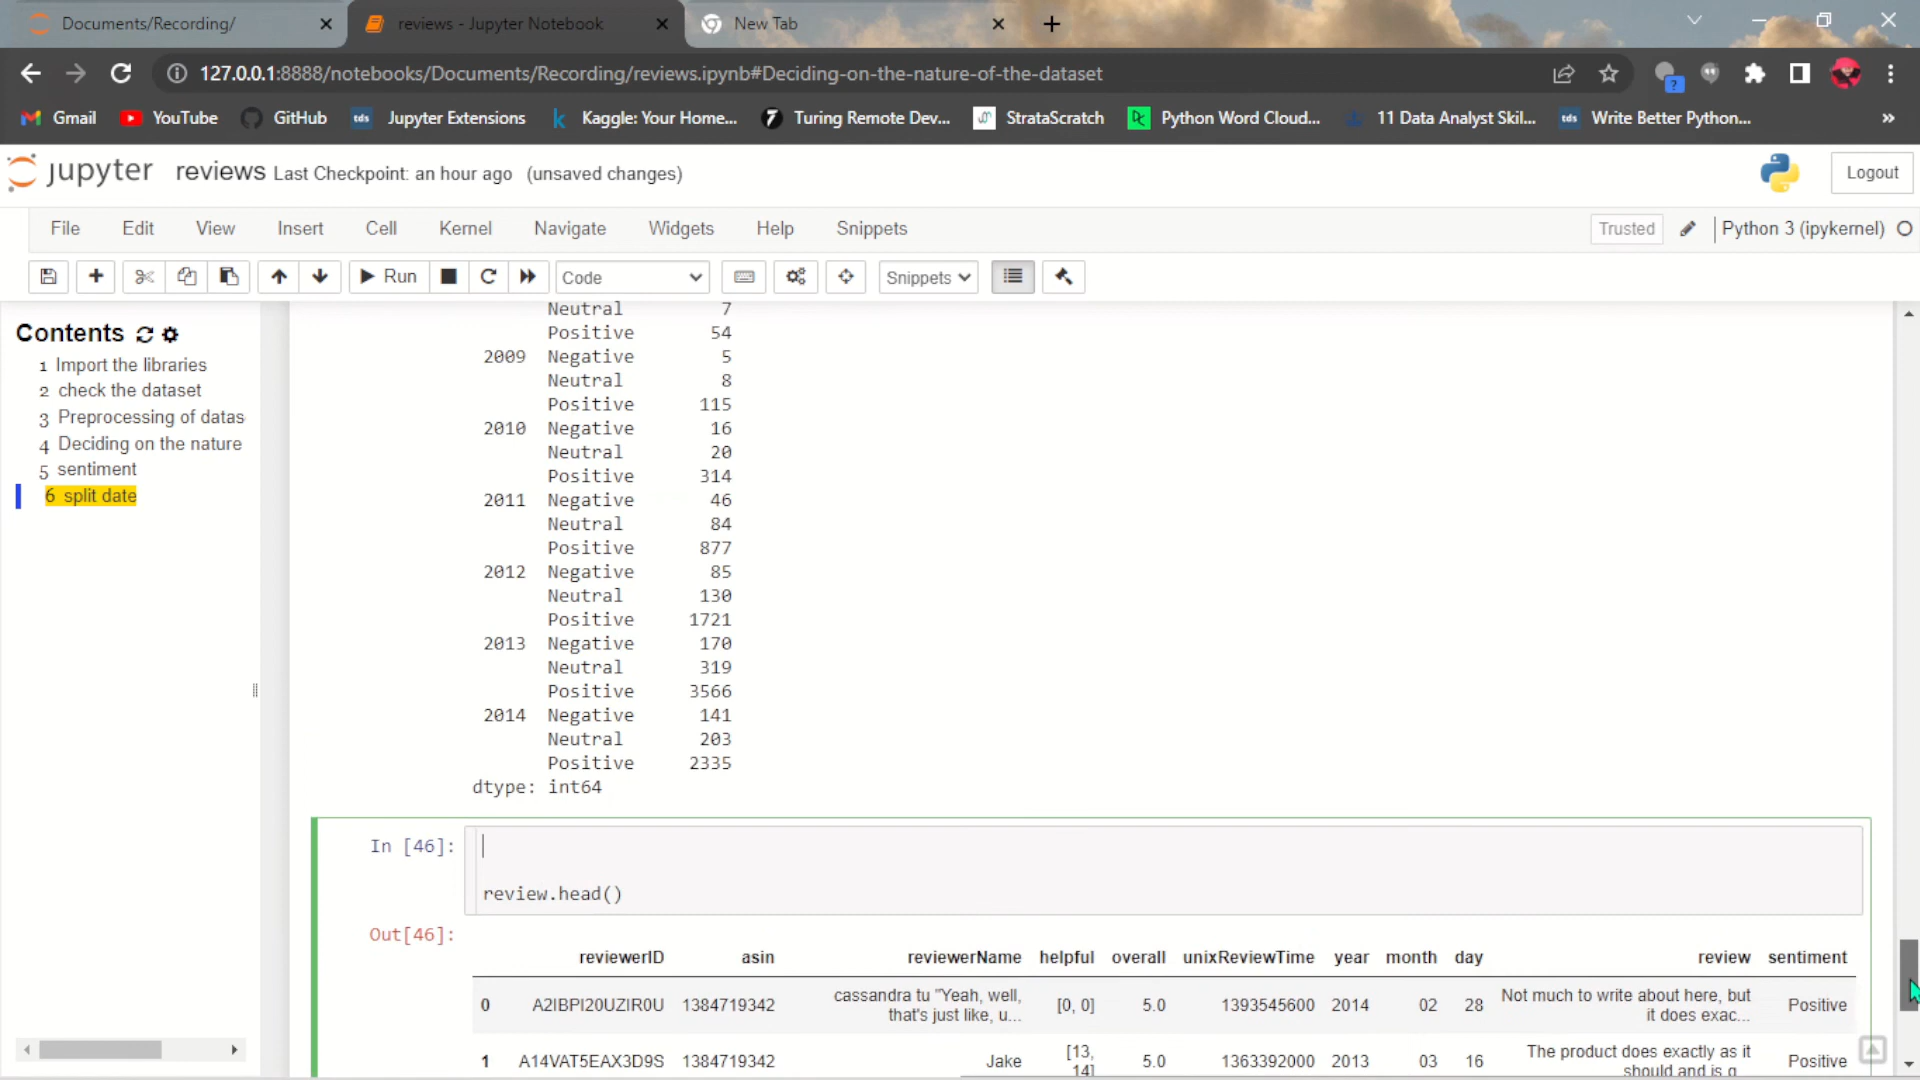 Documents/Recording/
reviews - Jupyter Notebook
New Tab
127.0.0.1:8888/notebooks/Documents/Recording/reviews.ipynb#Deciding-on-the-nature-of-the-dataset
?
Gmail
YouTube
GitHub
tds Jupyter Extensions
k Kaggle: Your Home...
Turing Remote Dev...
StrataScratch
Python Word Cloud...
11 Data Analyst Skil...
tds Write Better Python...
»
jupyter reviews Last Checkpoint: an hour ago (unsaved changes)
Logout
File Edit View Insert Cell Kernel Navigate Widgets Help Snippets
Trusted
Python 3 (ipykernel)
Run
Code
Snippets
Contents
1 Import the libraries
2 check the dataset
3 Preprocessing of datas
4 Deciding on the nature
5 sentiment
6 split date
Neutral 7
Positive 54
2009 Negative 5
Neutral 8
Positive 115
2010 Negative 16
Neutral 20
Positive 314
2011 Negative 46
Neutral 84
Positive 877
2012 Negative 85
Neutral 130
Positive 1721
2013 Negative 170
Neutral 319
Positive 3566
2014 Negative 141
Neutral 203
Positive 2335
dtype: int64
In [46]:
review.head()
Out[46]:
reviewerID asin reviewerName helpful overall unixReviewTime year month day review sentiment
0 A2IBPI20UZIR0U 1384719342 cassandra tu "Yeah, well, that's just like, u... [0, 0] 5.0 1393545600 2014 02 28 Not much to write about here, but it does exac... Positive
1 A14VAT5EAX3D9S 1384719342 Jake [13, 14] 5.0 1363392000 2013 03 16 The product does exactly as it should and is q... Positive